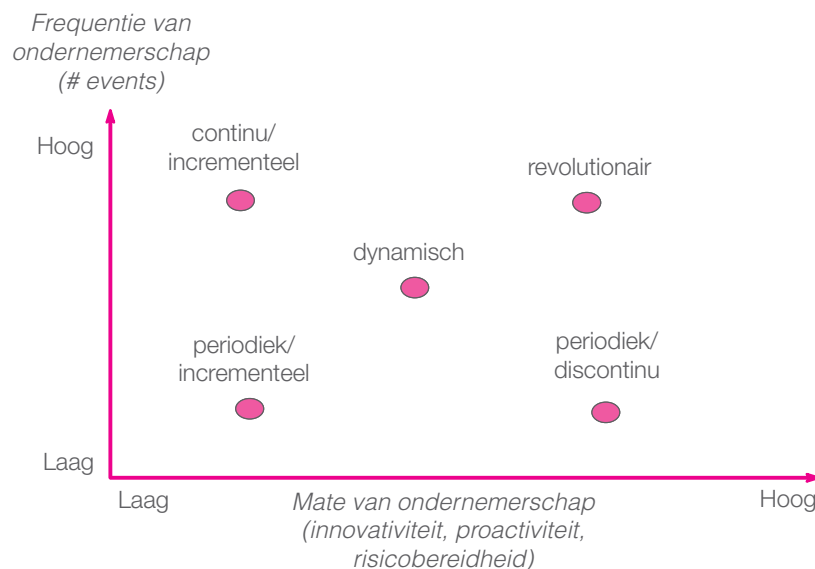 Frequentie van
ondernemerschap
(# events)
Hoog
continu/
incrementeel
revolutionair
dynamisch
periodiek/
incrementeel
periodiek/
discontinu
Laag
Laag
Mate van ondernemerschap
(innovativiteit, proactiviteit,
risicobereidheid)
Hoog